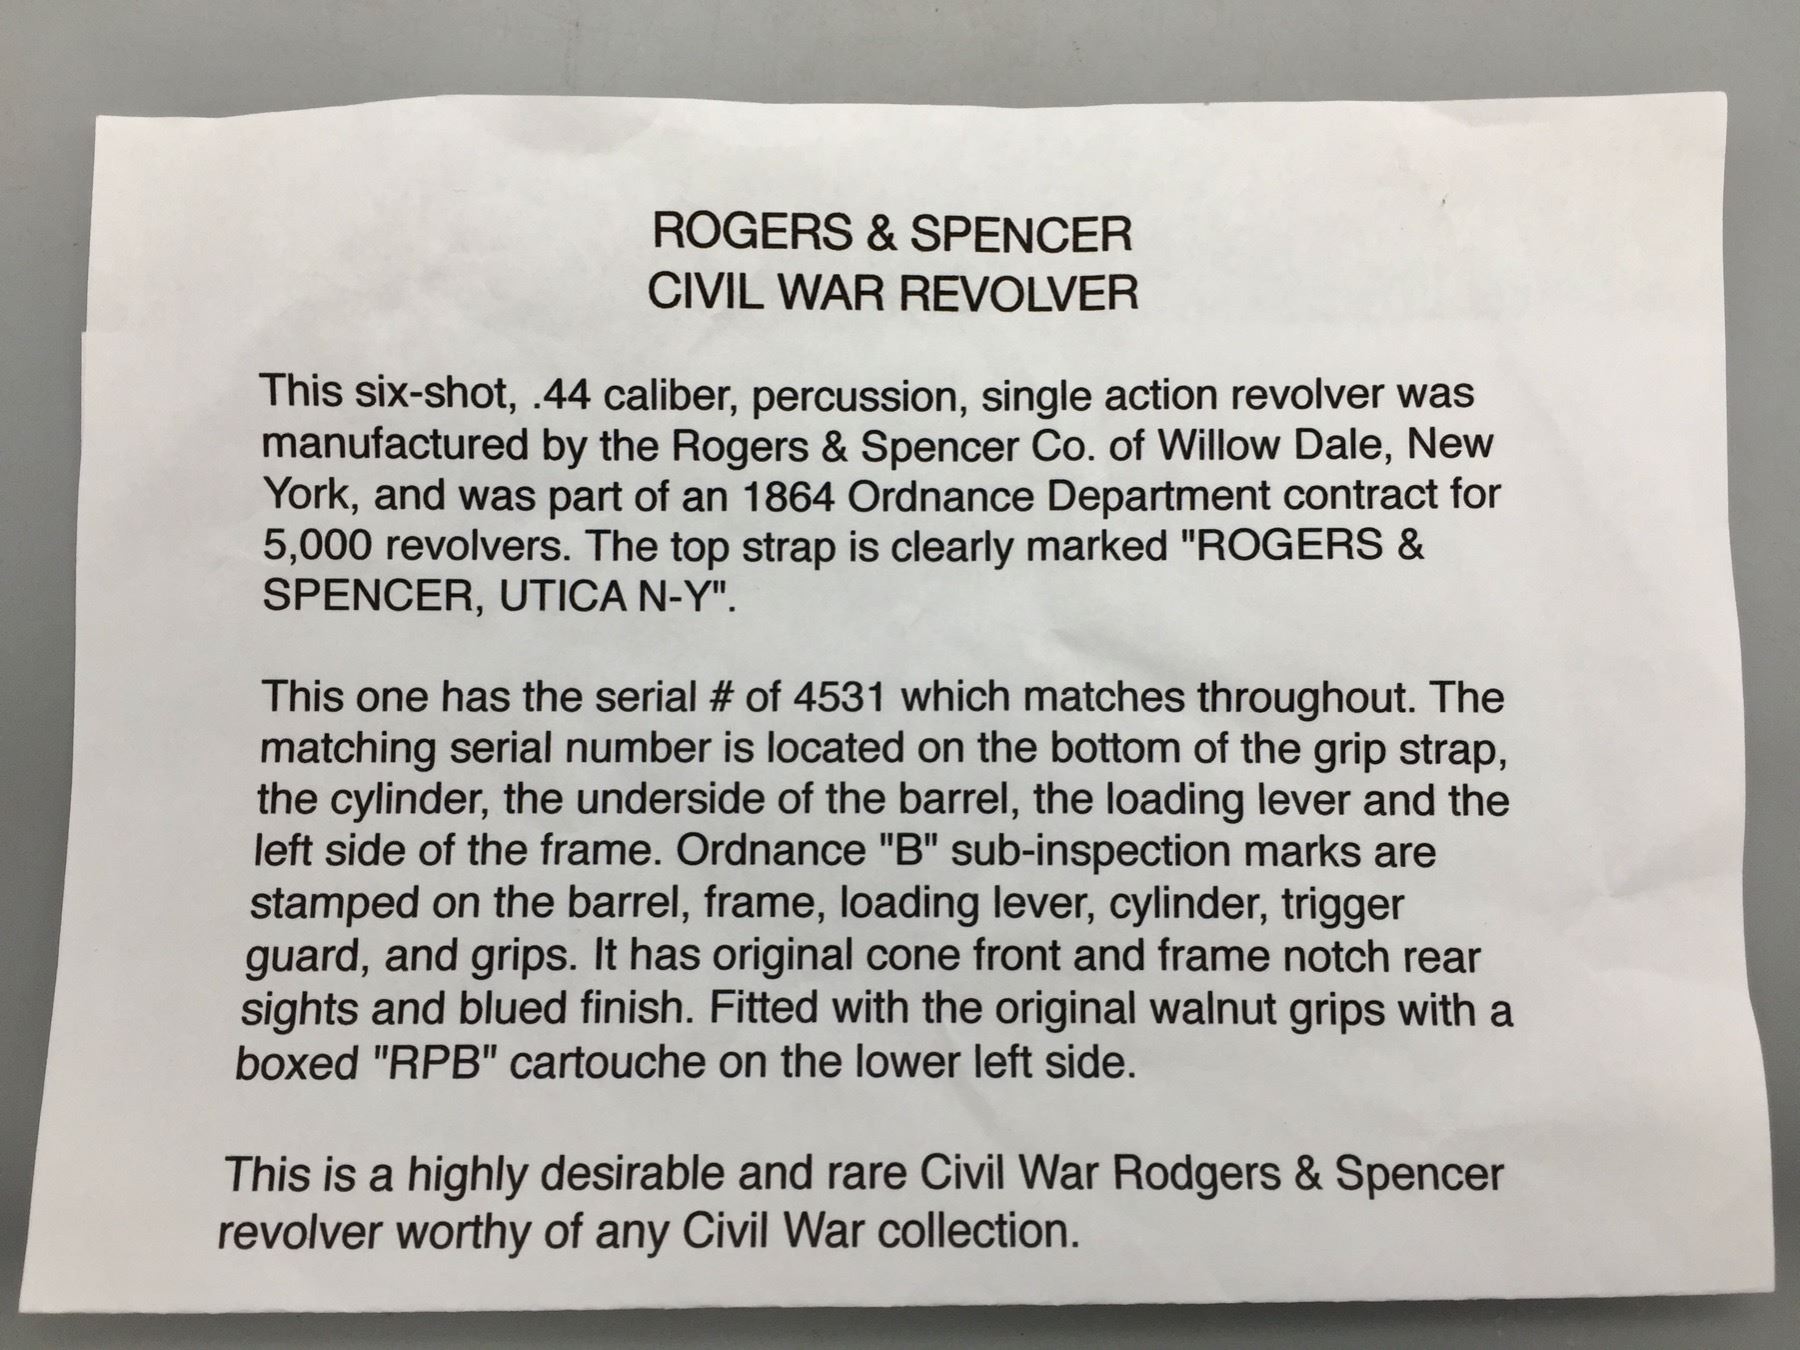 ROGERS & SPENCER
CIVIL WAR REVOLVER
This six-shot, .44 caliber, percussion, single action revolver was
manufactured by the Rogers & Spencer Co. of Willow Dale, New
York, and was part of an 1864 Ordnance Department contract for
5,000 revolvers. The top strap is clearly marked "ROGERS &
SPENCER, UTICA N-Y".
This one has the serial # of 4531 which matches throughout. The
matching serial number is located on the bottom of the grip strap,
the cylinder, the underside of the barrel, the loading lever and the
left side of the frame. Ordnance "B" sub-inspection marks are
stamped on the barrel, frame, loading lever, cylinder, trigger
guard, and grips. It has original cone front and frame notch rear
sights and blued finish. Fitted with the original walnut grips with a
boxed "RPB" cartouche on the lower left side.
This is a highly desirable and rare Civil War Rodgers & Spencer
revolver worthy of any Civil War collection.